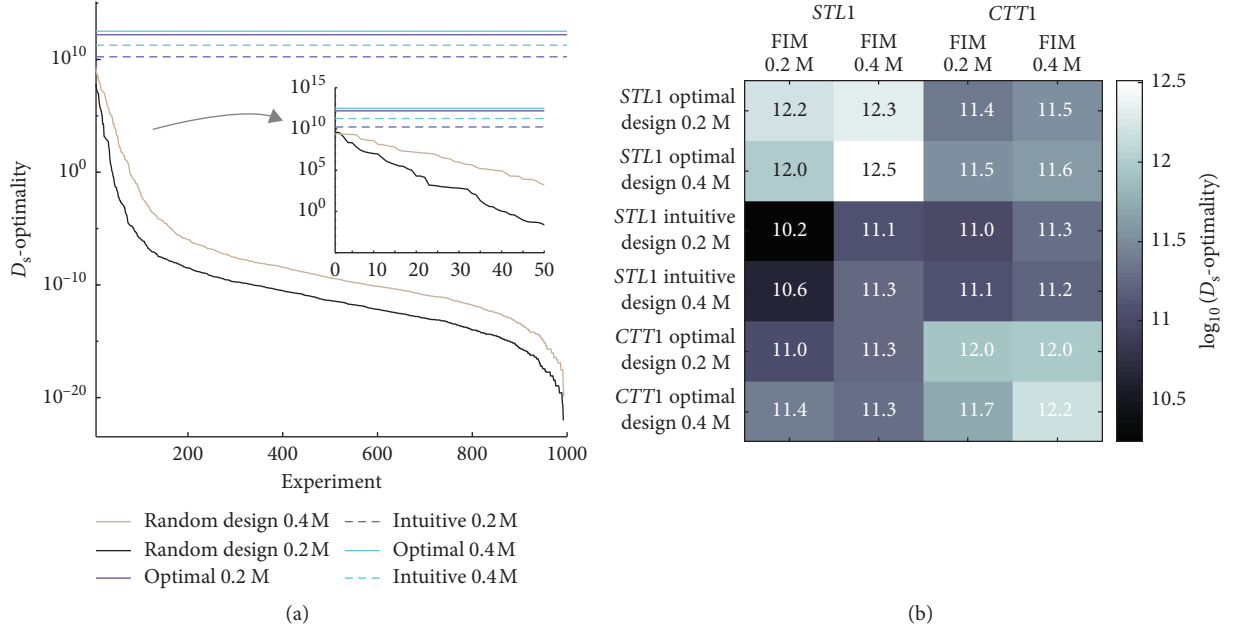 10^10
10^0
10^-10
10^-20
D_s-optimality
200
400
600
800
1000
Experiment
10^15
10^10
10^5
10^0
0
10
20
30
40
50
Random design 0.4 M
Random design 0.2 M
Optimal 0.2 M
Intuitive 0.2 M
Optimal 0.4 M
Intuitive 0.4 M
(a)
STL1
CTT1
FIM
0.2 M
FIM
0.4 M
FIM
0.2 M
FIM
0.4 M
STL1 optimal
design 0.2 M
12.2 12.3 11.4 11.5
STL1 optimal
design 0.4 M
12.0 12.5 11.5 11.6
STL1 intuitive
design 0.2 M
10.2 11.1 11.0 11.3
STL1 intuitive
design 0.4 M
10.6 11.3 11.1 11.2
CTT1 optimal
design 0.2 M
11.0 11.3 12.0 12.0
CTT1 optimal
design 0.4 M
11.4 11.3 11.7 12.2
12.5
12
11.5
11
10.5
log_10 (D_s-optimality)
(b)